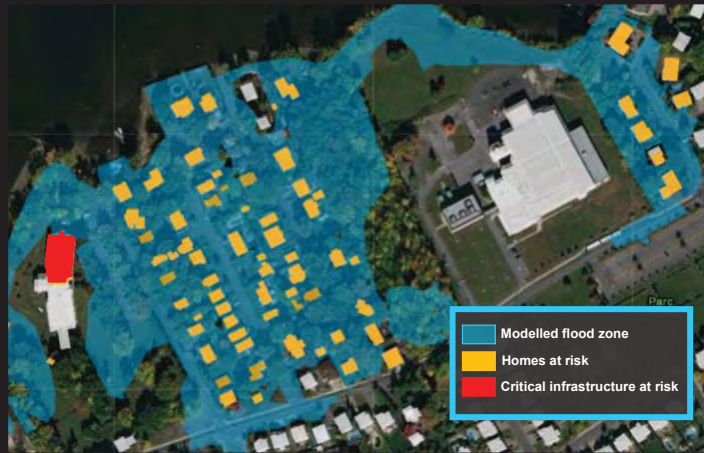 Parc
Modelled flood zone
Homes at risk
Critical infrastructure at risk